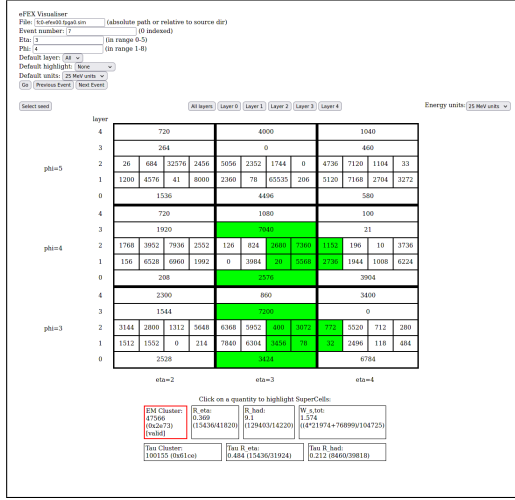 eFEX Visualiser
File: fc0-efex00.fpga0.sim (absolute path or relative to source dir)
Event number: 7 (0 indexed)
Eta: 3 (in range 0-5)
Phi: 4 (in range 1-8)
Default layer: All
Default highlight: None
Default units: 25 MeV units
Go Previous Event Next Event
Select seed All layers Layer 0 Layer 1 Layer 2 Layer 3 Layer 4 Energy units: 25 MeV units
layer
4 720 4000 1040
3 264 0 460
phi=5
2 26 684 32576 2456 5056 2352 1744 0 4736 7120 1104 33
1 1200 4576 41 8000 2360 78 65535 206 5120 7168 2704 3272
0 1536 4496 580
4 720 1080 100
3 1920 7040 21
phi=4
2 1768 3952 7936 2552 126 824 2680 7360 1152 196 10 3736
1 156 6528 6960 1992 0 3984 20 5568 2736 1944 1008 6224
0 208 2576 3904
4 2300 860 3400
3 1544 7200 0
phi=3
2 3144 2800 1312 5648 6368 5952 400 3072 772 5520 712 280
1 1512 1552 0 214 7840 6304 3456 78 32 2496 118 484
0 2528 3424 6784
eta=2 eta=3 eta=4
Click on a quantity to highlight SuperCells:
EM Cluster: R_eta: R_had: W_s,tot:
47566 0.369 9.1 1.574
(0x2e73) (15436/41820) (129403/14220) ((4*21974+76899)/104725)
[valid]
Tau Cluster: Tau R_eta: Tau R_had:
100155 (0x61ce) 0.484 (15436/31924) 0.212 (8460/39818)